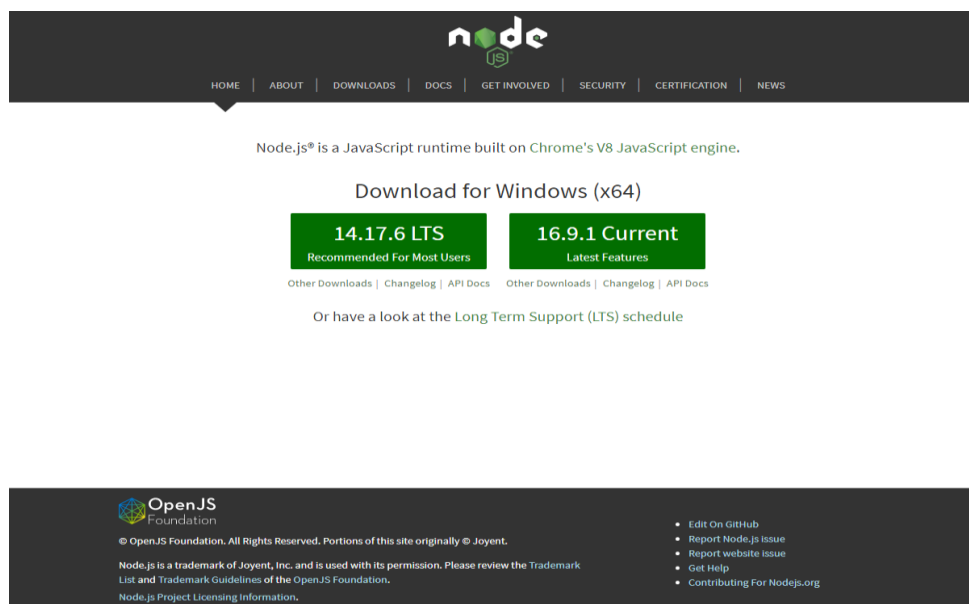 node
JS
HOME | ABOUT | DOWNLOADS | DOCS | GET INVOLVED | SECURITY | CERTIFICATION | NEWS
Node.js® is a JavaScript runtime built on Chrome's V8 JavaScript engine.
Download for Windows (x64)
14.17.6 LTS
Recommended For Most Users
16.9.1 Current
Latest Features
Other Downloads | Changelog | API Docs
Other Downloads | Changelog | API Docs
Or have a look at the Long Term Support (LTS) schedule
OpenJS
Foundation
© OpenJS Foundation. All Rights Reserved. Portions of this site originally © Joyent.
Node.js is a trademark of Joyent, Inc. and is used with its permission. Please review the Trademark
List and Trademark Guidelines of the OpenJS Foundation.
Node.js Project Licensing Information.
• Edit On GitHub
• Report Node.js issue
• Report website issue
• Get Help
• Contributing For Nodejs.org